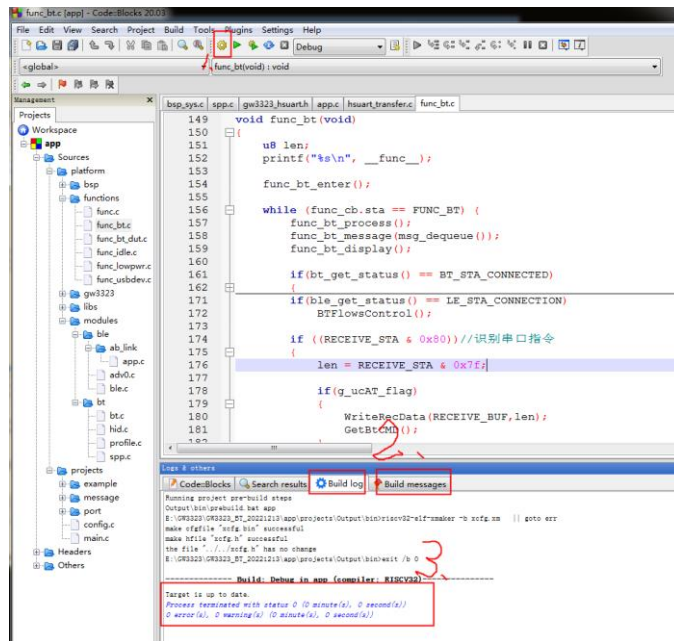 func_bt.c [app] - Code::Blocks 20.03
File Edit View Search Project Build Tools Plugins Settings Help
Debug
<global>
func_bt(void) : void
1、
Management
Projects
Workspace
app
Sources
platform
bsp
functions
func.c
func_bt.c
func_bt_dut.c
func_idle.c
func_lowpwr.c
func_usbdev.c
gw3323
libs
modules
ble
ab_link
app.c
adv0.c
ble.c
bt
bt.c
hid.c
profile.c
spp.c
projects
example
message
port
config.c
main.c
Headers
Others
bsp_sys.c spp.c gw3323_hsuart.h app.c hsuart_transfer.c func_bt.c
149 void func_bt(void)
150 {
151 u8 len;
152 printf("%s\n", __func__);
153
154 func_bt_enter();
155
156 while (func_cb.sta == FUNC_BT) {
157 func_bt_process();
158 func_bt_message(msg_dequeue());
159 func_bt_display();
160
161 if(bt_get_status() == BT_STA_CONNECTED)
162 {
171 if(ble_get_status() == LE_STA_CONNECTION)
172 BTFlowsControl();
173
174 if ((RECEIVE_STA & 0x80))//识别串口指令
175 {
176 len = RECEIVE_STA & 0x7f;
177
178 if(g_ucAT_flag)
179 {
180 WriteRecData(RECEIVE_BUF,len);
181 GetBtCMD();
182
2、
Logs & others
Code::Blocks Search results Build log Build messages
Running project pre-build steps
Output\bin\prebuild.bat app
E:\GW3323\GW3323_BT_20221213\app\projects\Output\bin>riscv32-elf-xmaker -b xcfg.xm || goto err
make cfgfile "xcfg.bin" successful
make hfile "xcfg.h" successful
the file "../../xcfg.h" has no change
E:\GW3323\GW3323_BT_20221213\app\projects\Output\bin>exit /b 0
3、
-------------- Build: Debug in app (compiler: RISCV32)---------------
Target is up to date.
Process terminated with status 0 (0 minute(s), 0 second(s))
0 error(s), 0 warning(s) (0 minute(s), 0 second(s))